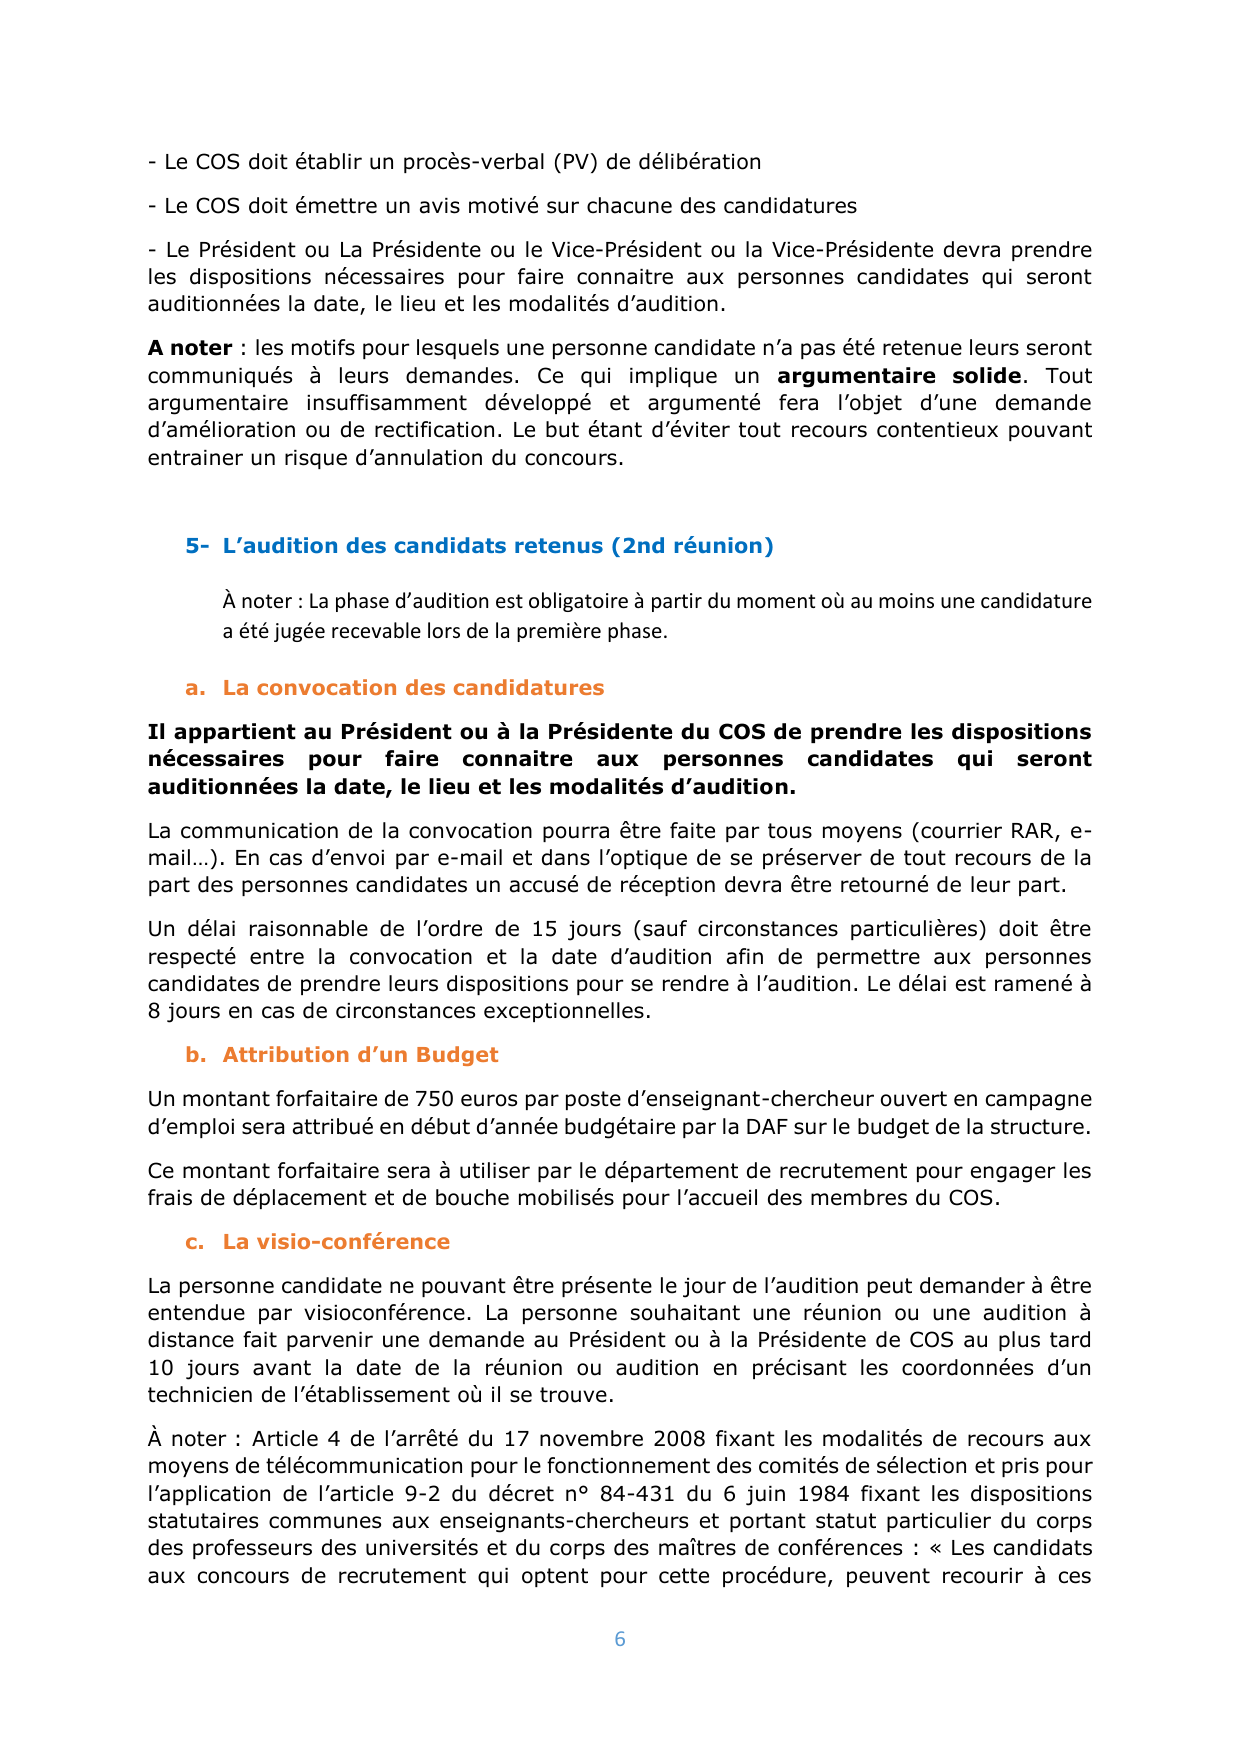 - Le COS doit établir un procès-verbal (PV) de délibération
- Le COS doit émettre un avis motivé sur chacune des candidatures
- Le Président ou La Présidente ou le Vice-Président ou la Vice-Présidente devra prendre
les dispositions nécessaires pour faire connaitre aux personnes candidates qui seront
auditionnées la date, le lieu et les modalités d’audition.
A noter : les motifs pour lesquels une personne candidate n’a pas été retenue leurs seront
communiqués à leurs demandes. Ce qui implique un argumentaire solide. Tout
argumentaire insuffisamment développé et argumenté fera l’objet d’une demande
d’amélioration ou de rectification. Le but étant d’éviter tout recours contentieux pouvant
entrainer un risque d’annulation du concours.
5- L’audition des candidats retenus (2nd réunion)
À noter : La phase d’audition est obligatoire à partir du moment où au moins une candidature
a été jugée recevable lors de la première phase.
a. La convocation des candidatures
Il appartient au Président ou à la Présidente du COS de prendre les dispositions
nécessaires pour faire connaitre aux personnes candidates qui seront
auditionnées la date, le lieu et les modalités d’audition.
La communication de la convocation pourra être faite par tous moyens (courrier RAR, e-
mail…). En cas d’envoi par e-mail et dans l’optique de se préserver de tout recours de la
part des personnes candidates un accusé de réception devra être retourné de leur part.
Un délai raisonnable de l’ordre de 15 jours (sauf circonstances particulières) doit être
respecté entre la convocation et la date d’audition afin de permettre aux personnes
candidates de prendre leurs dispositions pour se rendre à l’audition. Le délai est ramené à
8 jours en cas de circonstances exceptionnelles.
b. Attribution d’un Budget
Un montant forfaitaire de 750 euros par poste d’enseignant-chercheur ouvert en campagne
d’emploi sera attribué en début d’année budgétaire par la DAF sur le budget de la structure.
Ce montant forfaitaire sera à utiliser par le département de recrutement pour engager les
frais de déplacement et de bouche mobilisés pour l’accueil des membres du COS.
c. La visio-conférence
La personne candidate ne pouvant être présente le jour de l’audition peut demander à être
entendue par visioconférence. La personne souhaitant une réunion ou une audition à
distance fait parvenir une demande au Président ou à la Présidente de COS au plus tard
10 jours avant la date de la réunion ou audition en précisant les coordonnées d’un
technicien de l’établissement où il se trouve.
À noter : Article 4 de l’arrêté du 17 novembre 2008 fixant les modalités de recours aux
moyens de télécommunication pour le fonctionnement des comités de sélection et pris pour
l’application de l’article 9-2 du décret n° 84-431 du 6 juin 1984 fixant les dispositions
statutaires communes aux enseignants-chercheurs et portant statut particulier du corps
des professeurs des universités et du corps des maîtres de conférences : « Les candidats
aux concours de recrutement qui optent pour cette procédure, peuvent recourir à ces
6